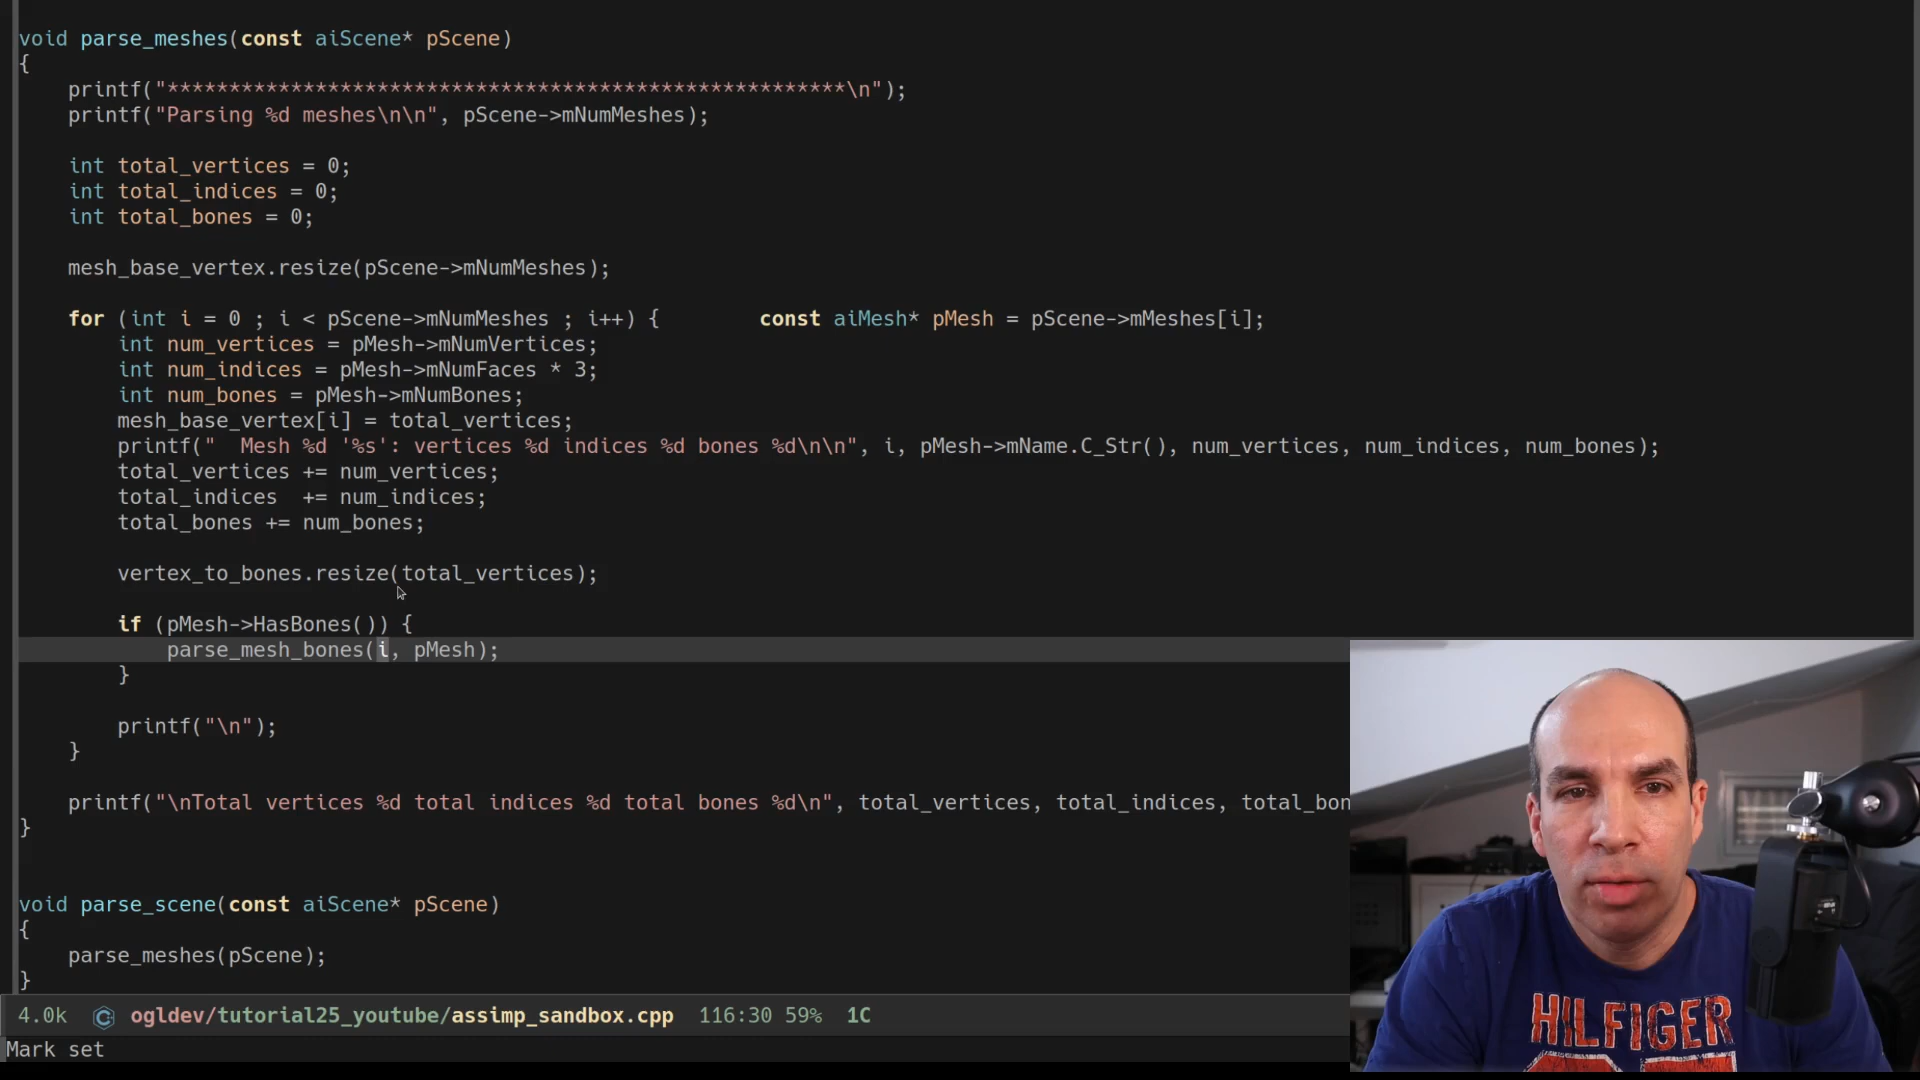 void parse_meshes(const aiScene* pScene)
{
    printf("*******************************************************\n");
    printf("Parsing %d meshes\n\n", pScene->mNumMeshes);
    int total_vertices = 0;
    int total_indices = 0;
    int total_bones = 0;
    mesh_base_vertex.resize(pScene->mNumMeshes);
    for (int i = 0 ; i < pScene->mNumMeshes ; i++) {        const aiMesh* pMesh = pScene->mMeshes[i];
        int num_vertices = pMesh->mNumVertices;
        int num_indices = pMesh->mNumFaces * 3;
        int num_bones = pMesh->mNumBones;
        mesh_base_vertex[i] = total_vertices;
        printf("  Mesh %d '%s': vertices %d indices %d bones %d\n\n", i, pMesh->mName.C_Str(), num_vertices, num_indices, num_bones);
        total_vertices += num_vertices;
        total_indices  += num_indices;
        total_bones += num_bones;
        vertex_to_bones.resize(total_vertices);
        if (pMesh->HasBones()) {
            parse_mesh_bones(i, pMesh);
        }
        printf("\n");
    }
    printf("\nTotal vertices %d total indices %d total bones %d\n", total_vertices, total_indices, total_bon
}
void parse_scene(const aiScene* pScene)
{
    parse_meshes(pScene);
}
4.0k ogldev/tutorial25_youtube/assimp_sandbox.cpp 116:30 59% 1C
Mark set
HILFIGER